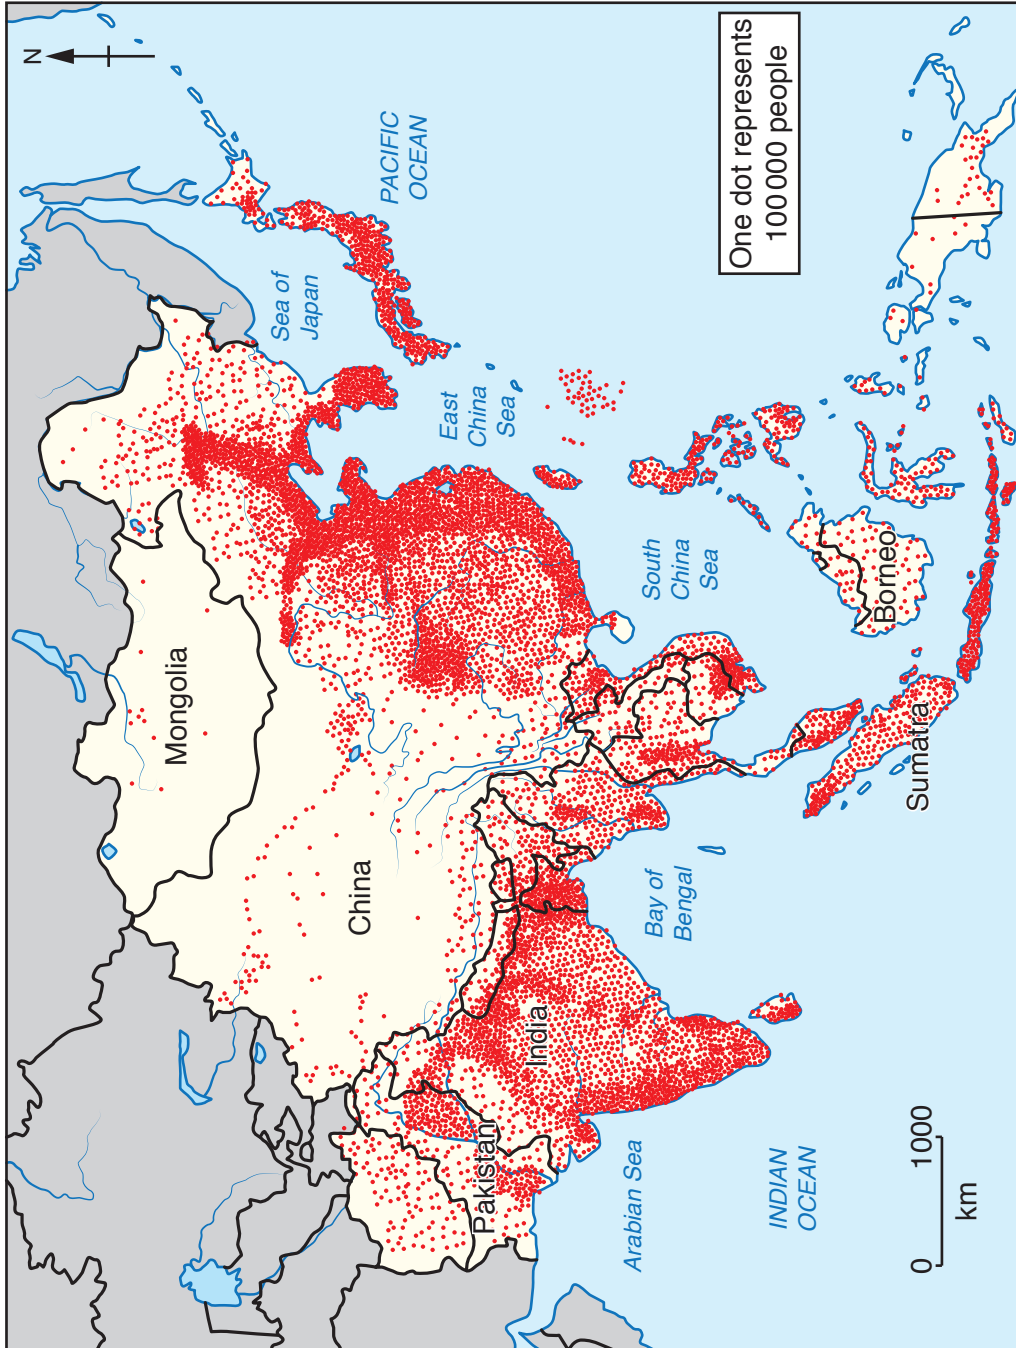 N
PACIFIC
OCEAN
Sea of
Japan
One dot represents
100 000 people
East
China
Sea
Mongolia
South
China
Sea
Borneo
China
Sumatra
Bay of
Bengal
India
Pakistan
Arabian Sea
INDIAN
OCEAN
0
1000
km